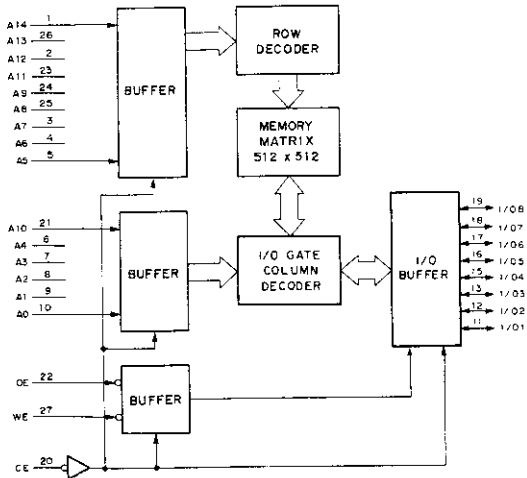 A14 1
A13 26
A12 2
A11 23
A9 24
A8 25
A7 3
A6 4
A5 5
BUFFER
ROW
DECODER
MEMORY
MATRIX
512 x 512
A10 21
A4 6
A3 7
A2 8
A1 9
A0 10
BUFFER
I/O GATE
COLUMN
DECODER
I/O
BUFFER
19 I/O8
18 I/O7
17 I/O6
16 I/O5
15 I/O4
13 I/O3
12 I/O2
11 I/O1
OE 22
WE 27
BUFFER
CE 20